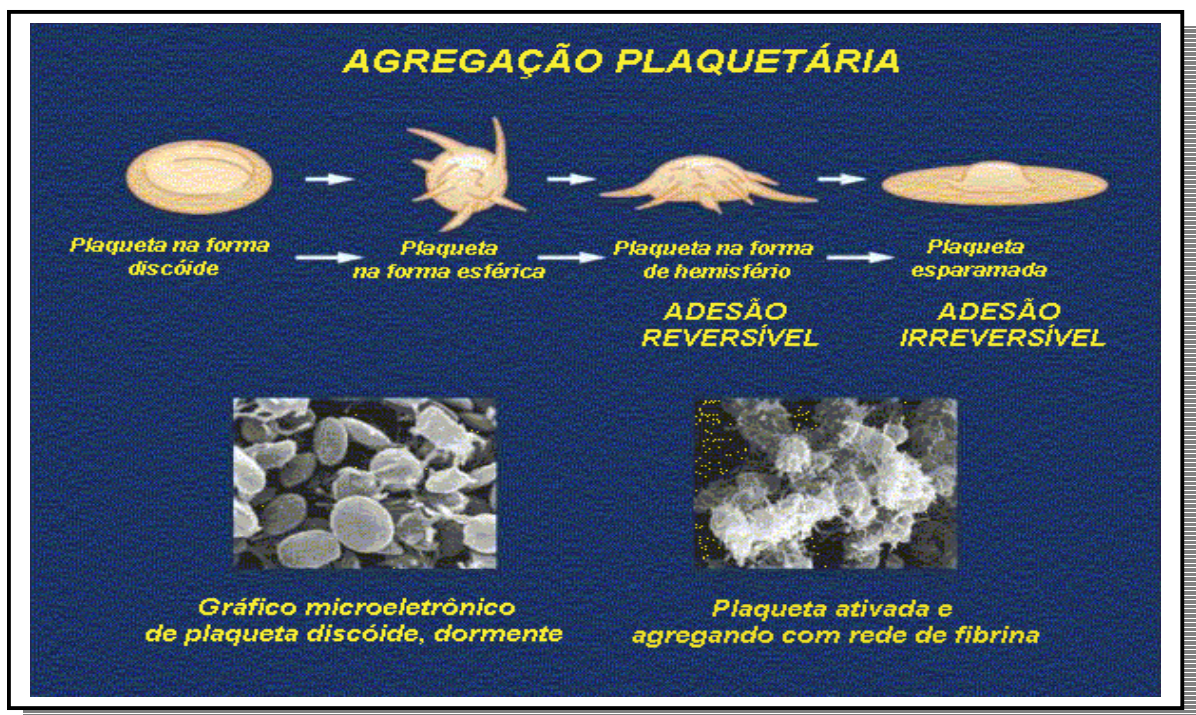 AGREGAÇÃO PLAQUETÁRIA
Plaqueta na forma
discóide
Plaqueta
na forma esférica
Plaqueta na forma
de hemisfério
Plaqueta
esparamada
ADESÃO
REVERSÍVEL
ADESÃO
IRREVERSÍVEL
Gráfico microeletrônico
de plaqueta discóide, dormente
Plaqueta ativada e
agregando com rede de fibrina